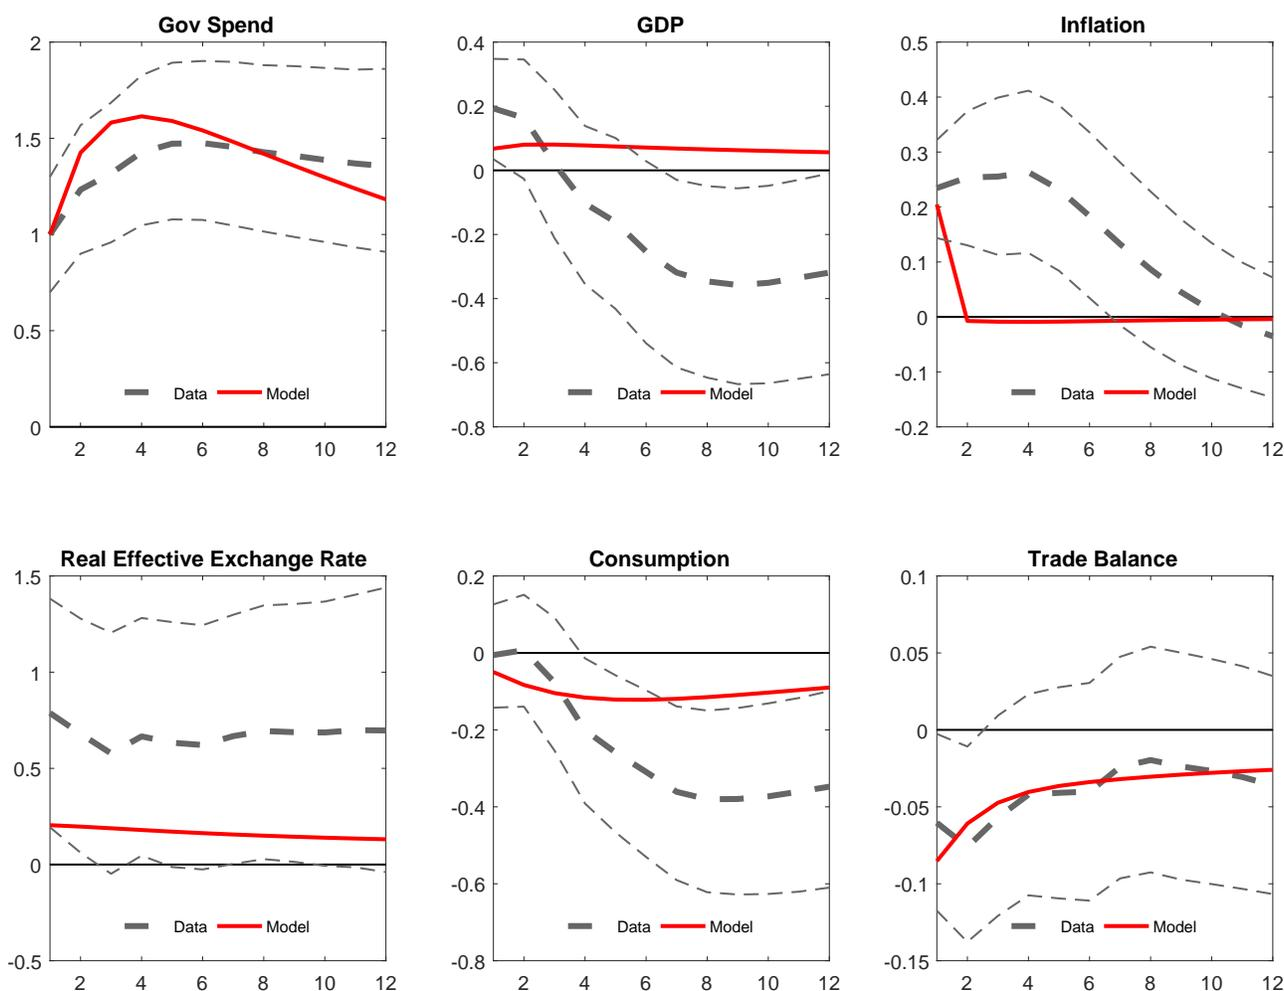 Gov Spend
2
1.5
1
0.5
0
2 4 6 8 10 12
Data Model
GDP
0.4
0.2
0
-0.2
-0.4
-0.6
-0.8
2 4 6 8 10 12
Data Model
Inflation
0.5
0.4
0.3
0.2
0.1
0
-0.1
-0.2
2 4 6 8 10 12
Data Model
Real Effective Exchange Rate
1.5
1
0.5
0
-0.5
2 4 6 8 10 12
Data Model
Consumption
0.2
0
-0.2
-0.4
-0.6
-0.8
2 4 6 8 10 12
Data Model
Trade Balance
0.1
0.05
0
-0.05
-0.1
-0.15
2 4 6 8 10 12
Data Model